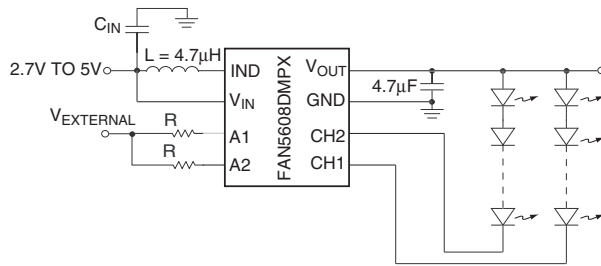 C_IN
L = 4.7μH
2.7V TO 5V
IND
V_OUT
4.7μF
V_IN
GND
V_EXTERNAL
R
A1
CH2
R
A2
CH1
FAN5608DMPX